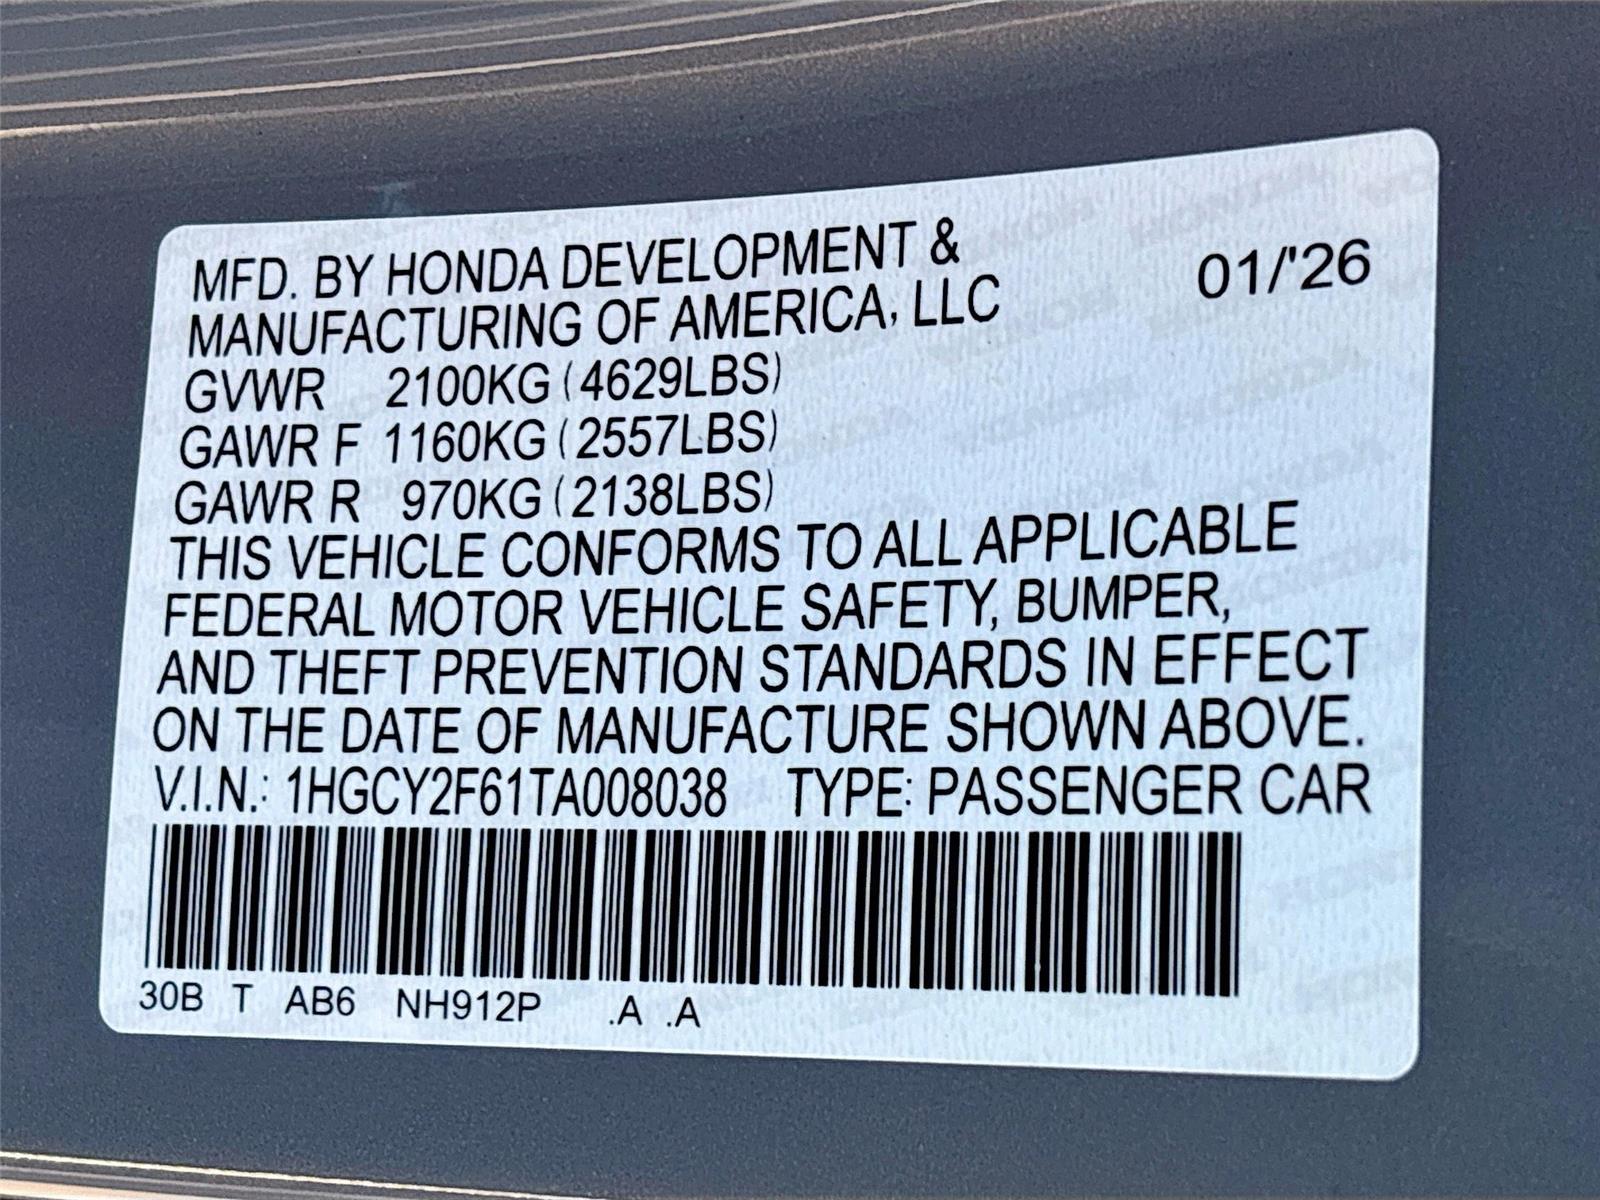 MFD. BY HONDA DEVELOPMENT &
MANUFACTURING OF AMERICA, LLC
01/'26
GVWR 2100KG (4629LBS)
GAWR F 1160KG (2557LBS)
GAWR R 970KG (2138LBS)
THIS VEHICLE CONFORMS TO ALL APPLICABLE
FEDERAL MOTOR VEHICLE SAFETY, BUMPER,
AND THEFT PREVENTION STANDARDS IN EFFECT
ON THE DATE OF MANUFACTURE SHOWN ABOVE.
V.I.N.: 1HGCY2F61TA008038 TYPE: PASSENGER CAR
30B T AB6 NH912P .A .A